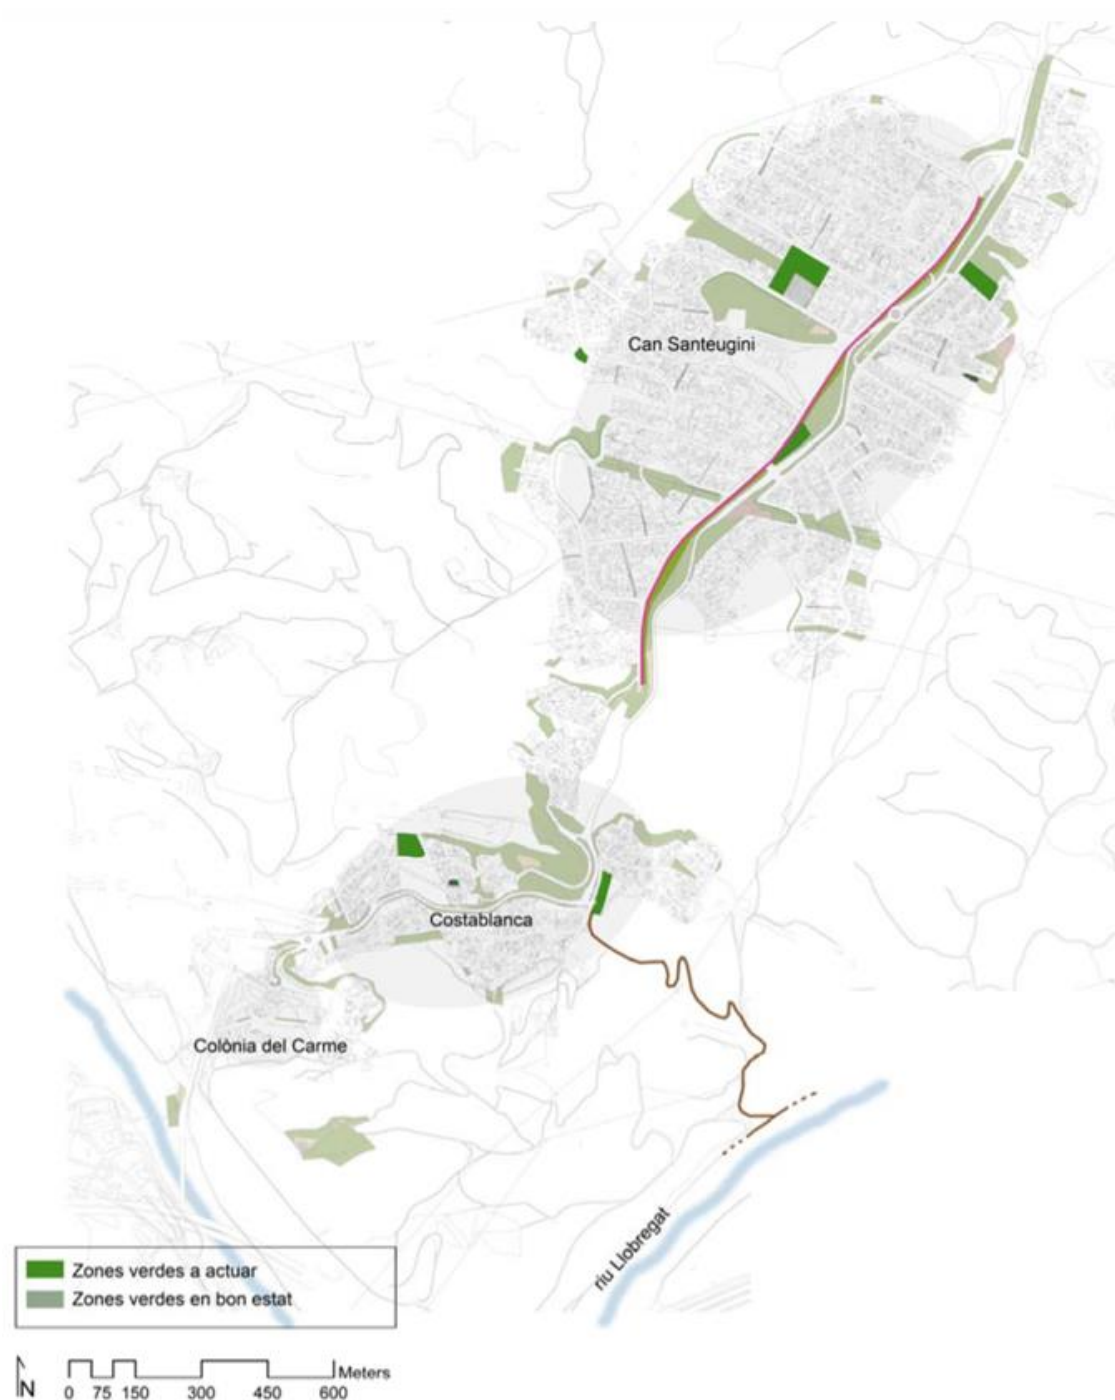 Can Santeugini
Costablanca
Colònia del Carme
riu Llobregat
Zones verdes a actuar
Zones verdes en bon estat
N
Meters
0 75 150 300 450 600